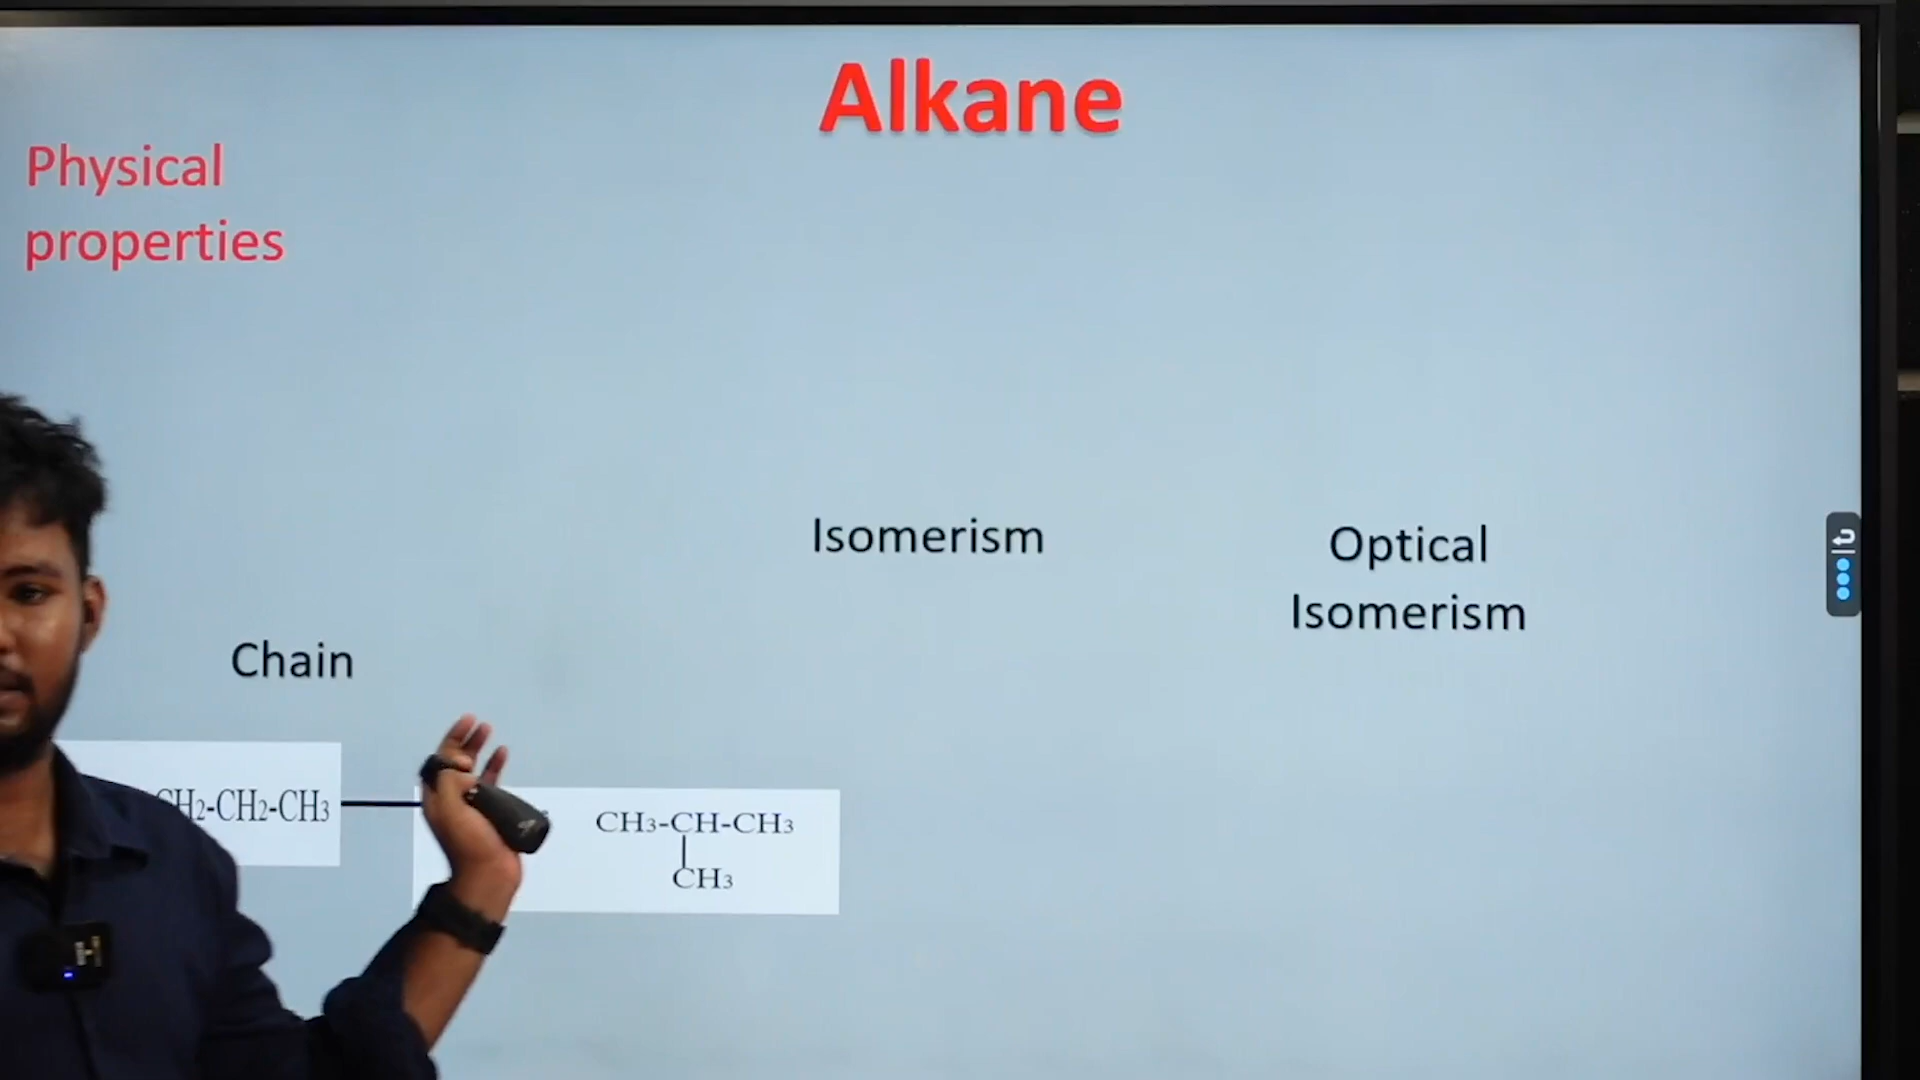 Alkane
Physical
properties
Isomerism
Optical
Isomerism
Chain
CH2-CH2-CH3
CH3-CH-CH3
CH3